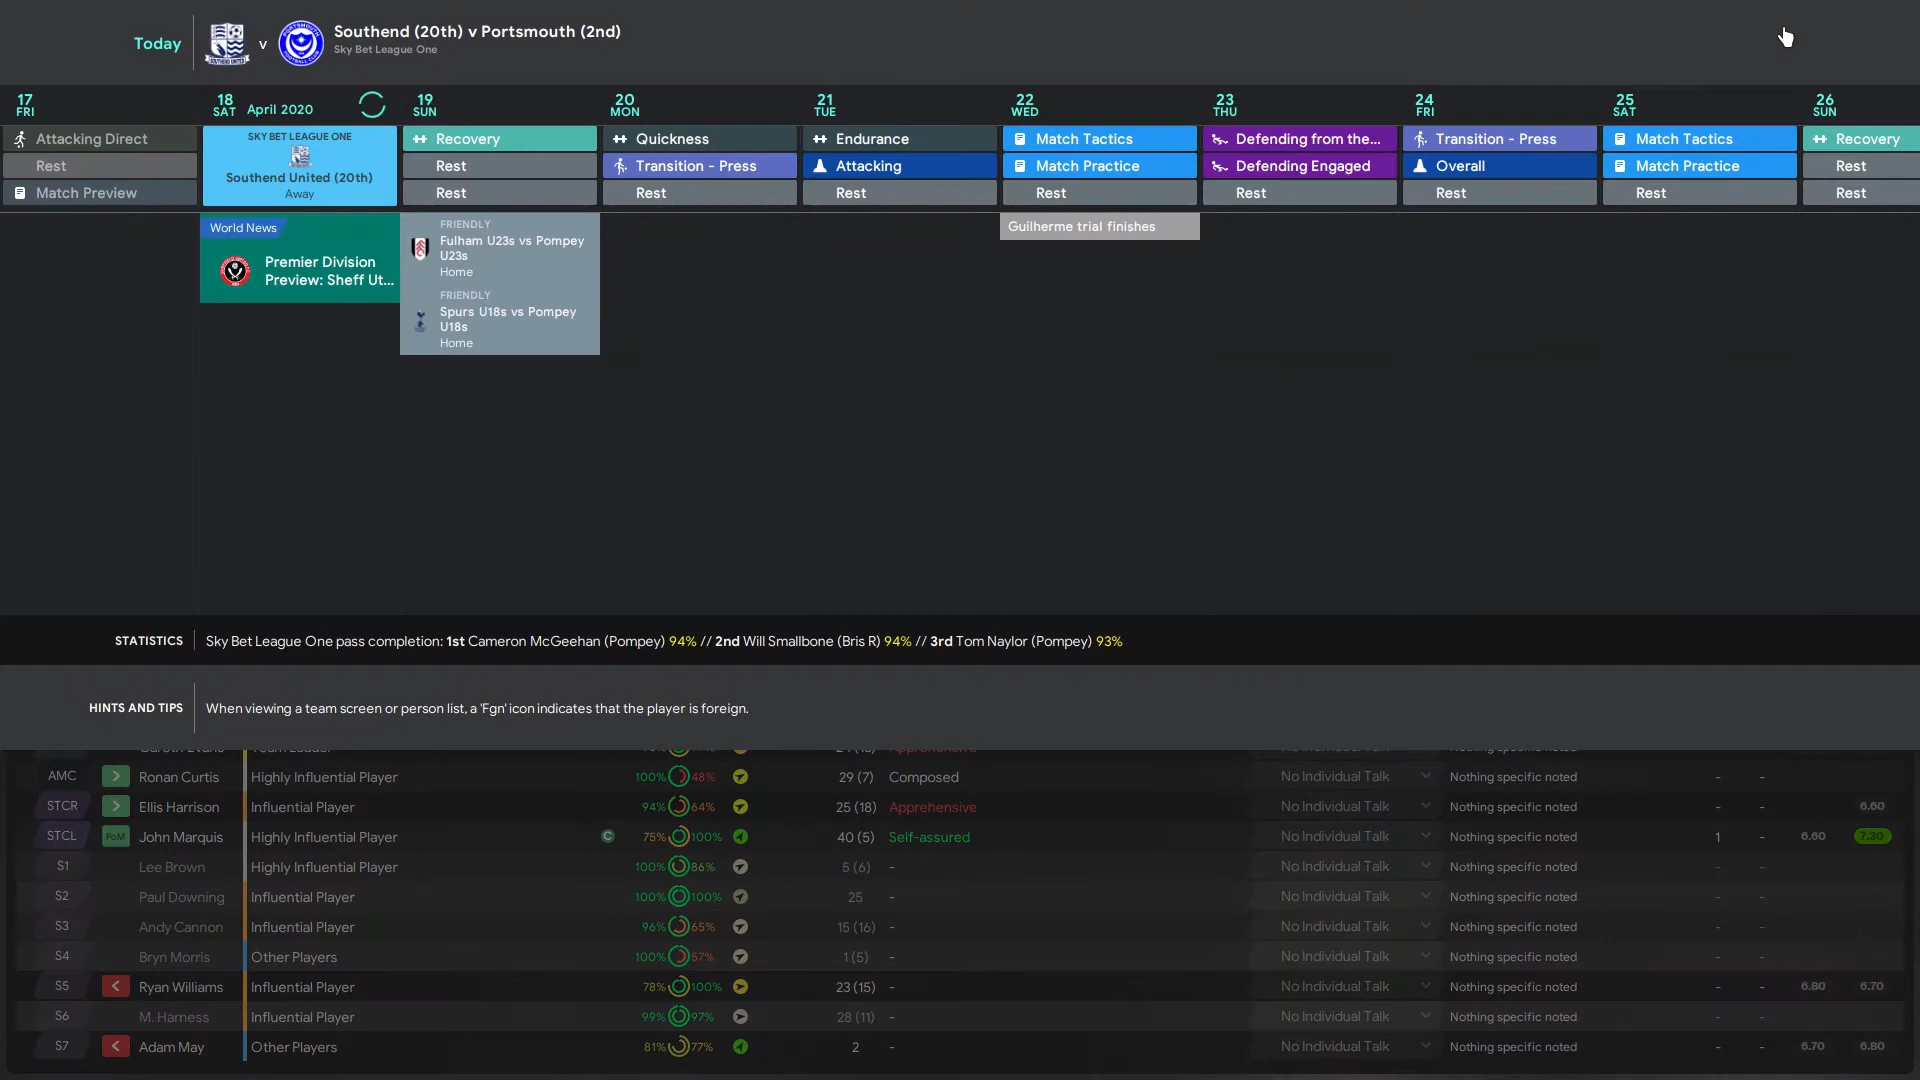 Today
v
Southend (20th) v Portsmouth (2nd)
Sky Bet League One
17 FRI
18 SAT April 2020
19 SUN
20 MON
21 TUE
22 WED
23 THU
24 FRI
25 SAT
26 SUN
Attacking Direct
Rest
Match Preview
SKY BET LEAGUE ONE
Southend United (20th)
Away
Recovery
Rest
Rest
Quickness
Transition - Press
Rest
Endurance
Attacking
Rest
Match Tactics
Match Practice
Rest
Defending from the...
Defending Engaged
Rest
Transition - Press
Overall
Rest
Match Tactics
Match Practice
Rest
Recovery
Rest
Rest
World News
Premier Division
Preview: Sheff Ut...
FRIENDLY
Fulham U23s vs Pompey
U23s
Home
FRIENDLY
Spurs U18s vs Pompey
U18s
Home
Guilherme trial finishes
STATISTICS Sky Bet League One pass completion: 1st Cameron McGeehan (Pompey) 94% // 2nd Will Smallbone (Bris R) 94% // 3rd Tom Naylor (Pompey) 93%
HINTS AND TIPS When viewing a team screen or person list, a 'Fgn' icon indicates that the player is foreign.
AMC Ronan Curtis Highly Influential Player 100% 48% 29 (7) Composed No Individual Talk Nothing specific noted - -
STCR Ellis Harrison Influential Player 94% 64% 25 (18) Apprehensive No Individual Talk Nothing specific noted - - 6.60
STCL PoM John Marquis Highly Influential Player C 75% 100% 40 (5) Self-assured No Individual Talk Nothing specific noted 1 - 6.60 7.30
S1 Lee Brown Highly Influential Player 100% 86% 5 (6) - No Individual Talk Nothing specific noted - -
S2 Paul Downing Influential Player 100% 100% 25 - No Individual Talk Nothing specific noted - -
S3 Andy Cannon Influential Player 96% 65% 15 (16) - No Individual Talk Nothing specific noted - -
S4 Bryn Morris Other Players 100% 57% 1 (5) - No Individual Talk Nothing specific noted - -
S5 Ryan Williams Influential Player 78% 100% 23 (15) - No Individual Talk Nothing specific noted - - 6.80 6.70
S6 M. Harness Influential Player 99% 97% 28 (11) - No Individual Talk Nothing specific noted - -
S7 Adam May Other Players 81% 77% 2 - No Individual Talk Nothing specific noted - - 6.70 6.80